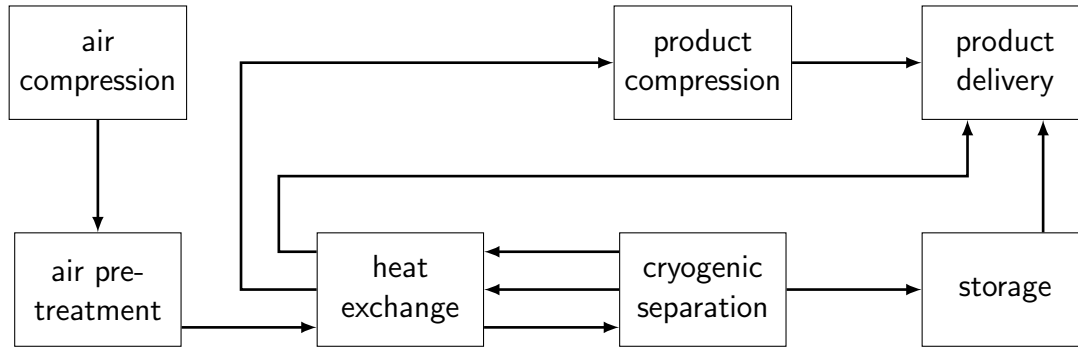 air
compression
product
compression
product
delivery
air pre-
treatment
heat
exchange
cryogenic
separation
storage